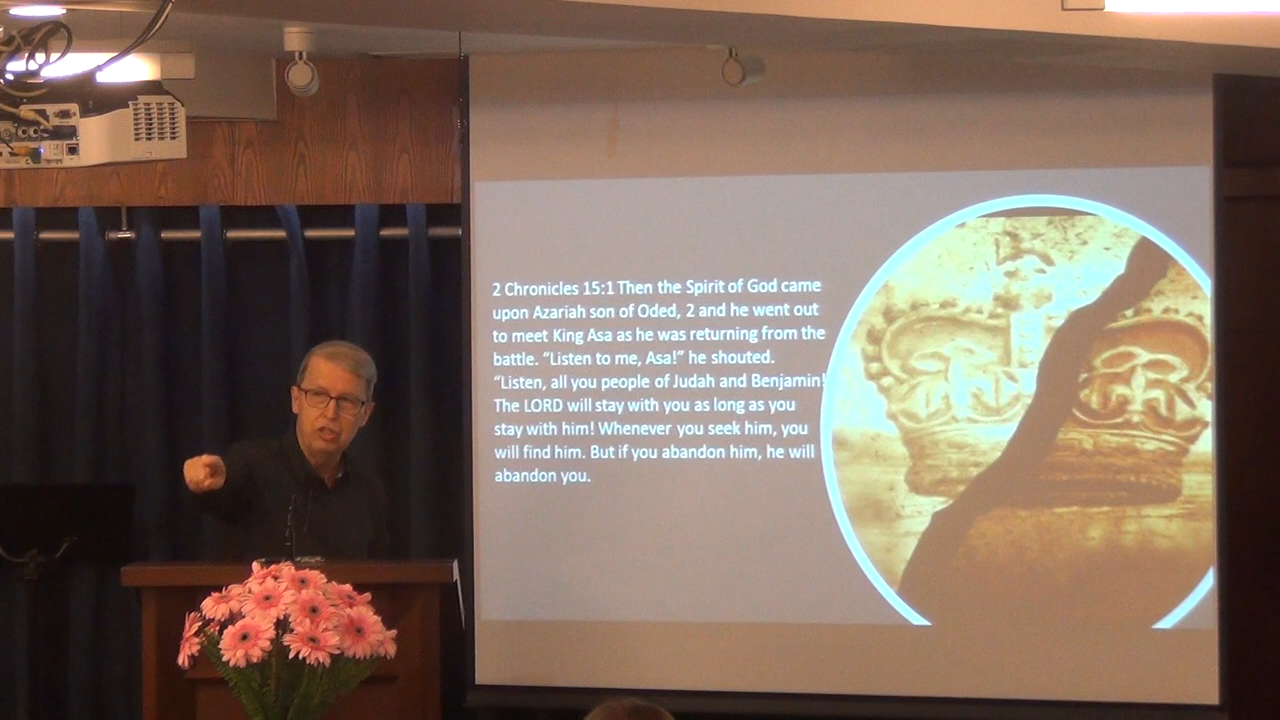 2 Chronicles 15:1 Then the Spirit of God came
upon Azariah son of Oded, 2 and he went out
to meet King Asa as he was returning from the
battle. “Listen to me, Asa!” he shouted.
“Listen, all you people of Judah and Benjamin!
The LORD will stay with you as long as you
stay with him! Whenever you seek him, you
will find him. But if you abandon him, he will
abandon you.